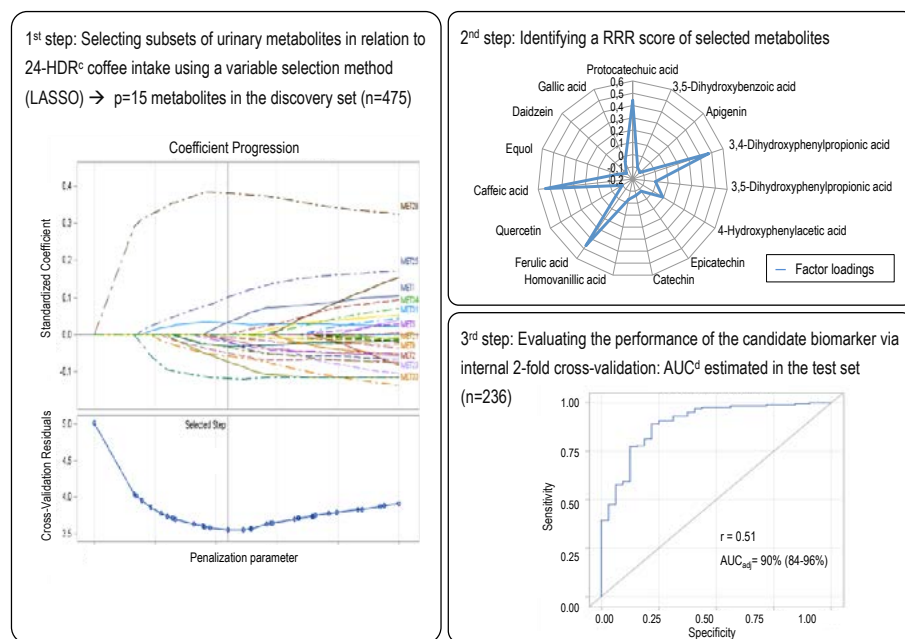 1st step: Selecting subsets of urinary metabolites in relation to
24-HDRc coffee intake using a variable selection method
(LASSO) → p=15 metabolites in the discovery set (n=475)
Coefficient Progression
Standardized Coefficient
0.4
0.3
0.2
0.1
0.0
-0.1
Cross-Validation Residuals
5.0
4.5
4.0
3.5
Selected Step
Penalization parameter
2nd step: Identifying a RRR score of selected metabolites
Protocatechuic acid
3,5-Dihydroxybenzoic acid
Apigenin
3,4-Dihydroxyphenylpropionic acid
3,5-Dihydroxyphenylpropionic acid
4-Hydroxyphenylacetic acid
Epicatechin
Catechin
Homovanillic acid
Ferulic acid
Quercetin
Caffeic acid
Equol
Daidzein
Gallic acid
0,6
0,5
0,4
0,3
0,2
0,1
0
-0,1
-0,2
Factor loadings
3rd step: Evaluating the performance of the candidate biomarker via
internal 2-fold cross-validation: AUCd estimated in the test set
(n=236)
Sensitivity
1.00
0.75
0.50
0.25
0.00
r = 0.51
AUCadj= 90% (84-96%)
0.00 0.25 0.50 0.75 1.00
Specificity